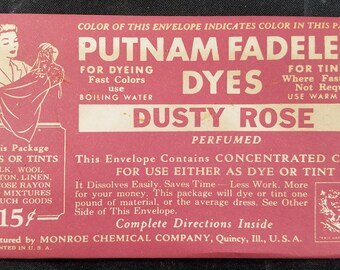 COLOR OF THIS ENVELOPE INDICATES COLOR IN THIS PA
PUTNAM FADELE
DYES
FOR DYEING
Fast Colors
use
BOILING WATER
FOR TIN
Where Fas
Not Requ
USE WARM
DUSTY ROSE
PERFUMED
This Envelope Contains CONCENTRATED C
FOR USE EITHER AS DYE OR TINT
It Dissolves Easily. Saves Time — Less Work. More
for your money. This package will dye or tint one
pound of material, or the average dress. See Other
Side of This Envelope.
Complete Directions Inside
is Package
S OR TINTS
LK, WOOL,
TON, LINEN,
OSE RAYON
MIXTURES
UCH GOODS
15¢
tured by MONROE CHEMICAL COMPANY, Quincy, Ill., U.S.A.
PRINTED IN U.S.A.